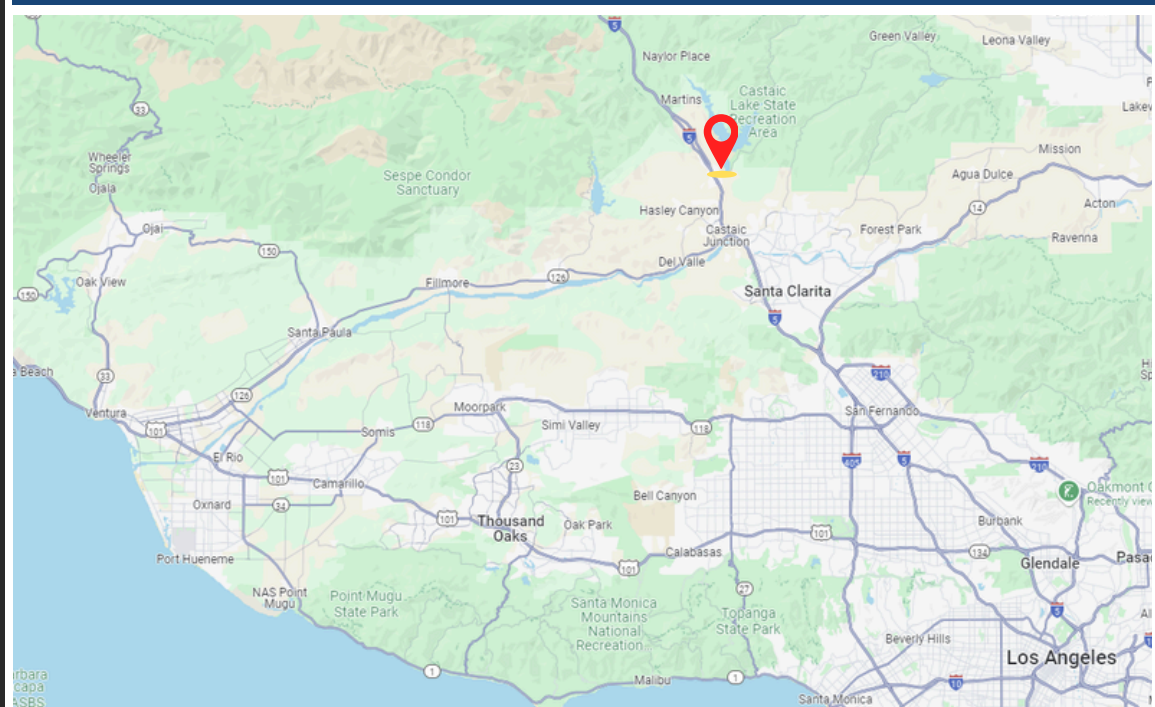 5
Green Valley
Leona Valley
Naylor Place
Martins
Castaic
Lake State
Recreation
Area
33
5
Wheeler
Springs
Ojala
Sespe Condor
Sanctuary
Mission
Agua Dulce
Acton
14
Hasley Canyon
Castaic
Junction
Forest Park
Ravenna
Ojai
150
Del Valle
126
Oak View
Fillmore
Santa Clarita
150
5
Santa Paula
a Beach
33
210
126
Ventura
Moorpark
San Fernando
101
118
Simi Valley
118
Somis
El Rio
405
5
210
23
101
Camarillo
Oakmont C
Recently view
Bell Canyon
Oxnard
34
101
Thousand
Oaks
Oak Park
Burbank
101
Port Hueneme
Calabasas
134
Glendale
Pasa
101
NAS Point
Mugu
Point Mugu
State Park
27
Santa Monica
Mountains
National
Recreation
Topanga
State Park
5
Beverly Hills
Los Angeles
1
Malibu
1
10
Santa Monica
rbara
capa
ASBS